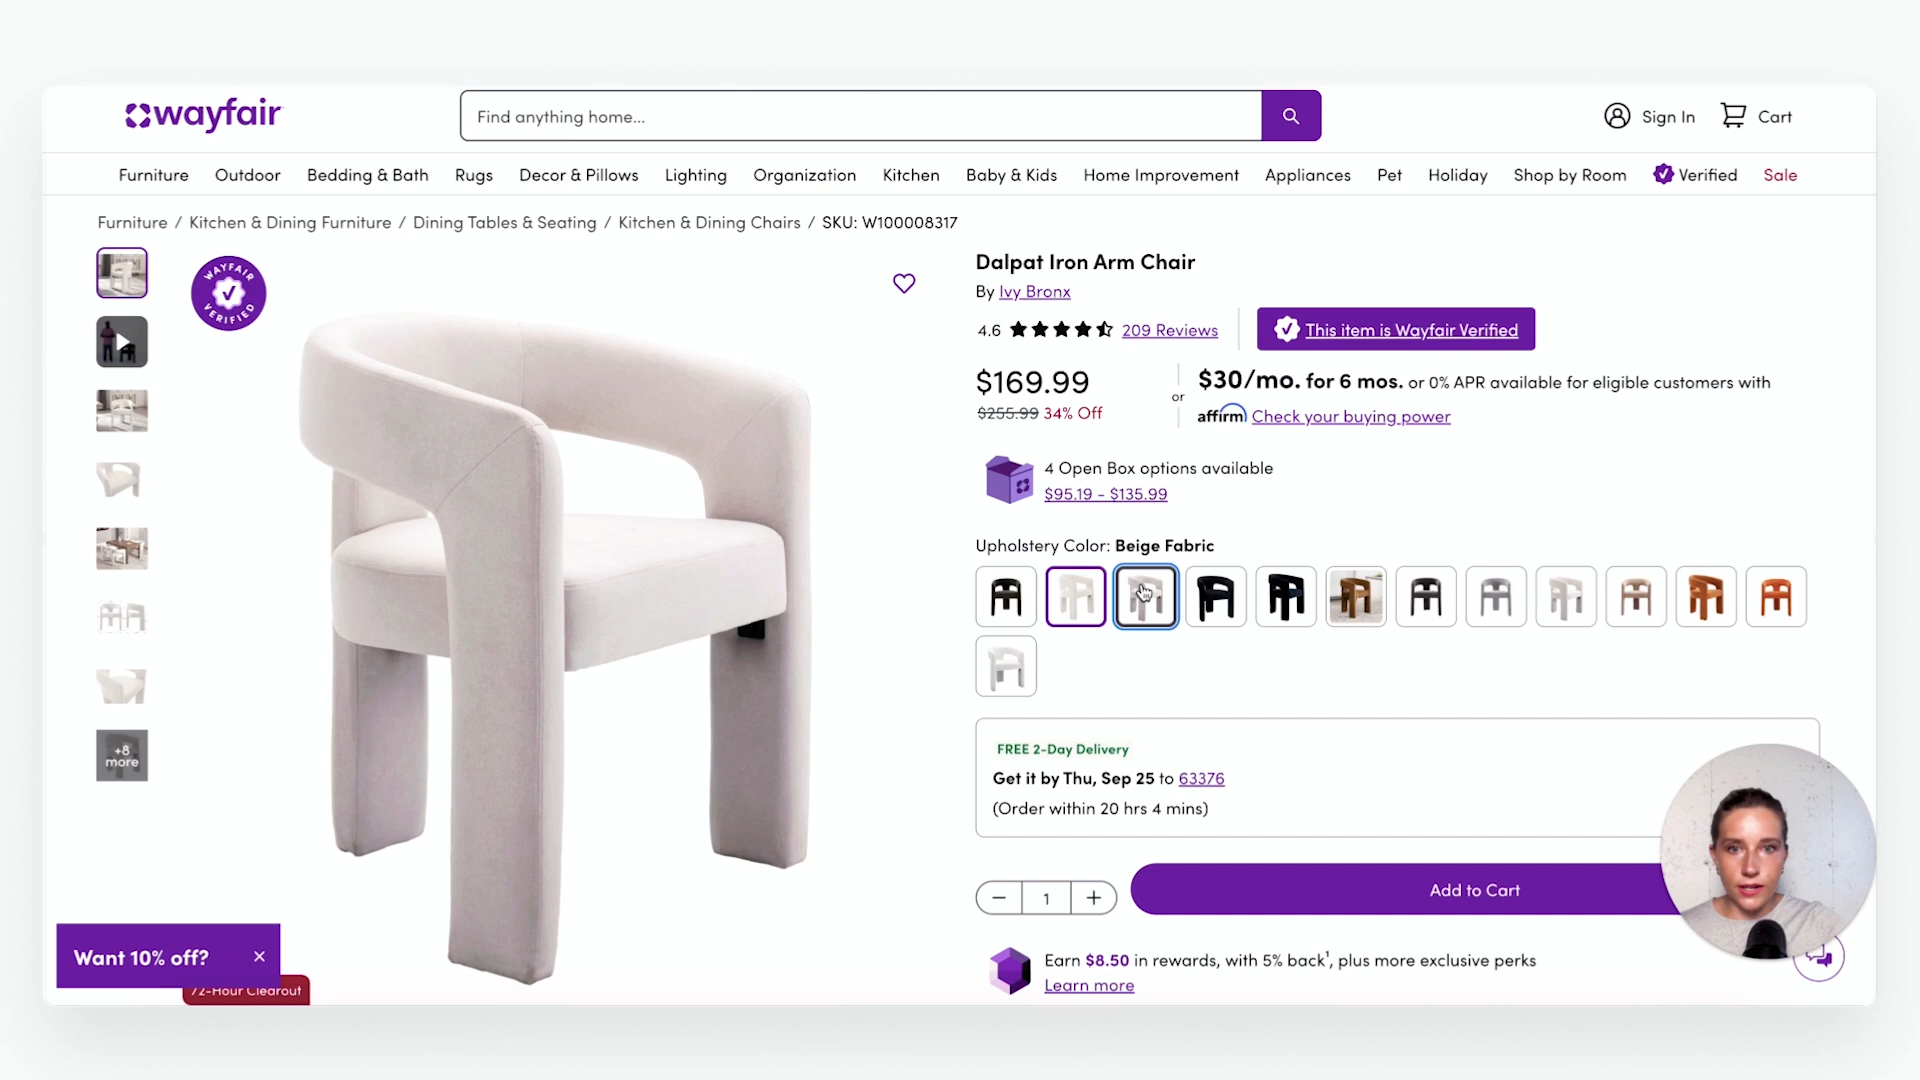 wayfair
Find anything home...
Sign In
Cart
Furniture Outdoor Bedding & Bath Rugs Decor & Pillows Lighting Organization Kitchen Baby & Kids Home Improvement Appliances Pet Holiday Shop by Room Verified Sale
Furniture / Kitchen & Dining Furniture / Dining Tables & Seating / Kitchen & Dining Chairs / SKU: W100008317
WAYFAIR
VERIFIED
+8
more
Dalpat Iron Arm Chair
By Ivy Bronx
4.6 209 Reviews
This item is Wayfair Verified
$169.99
$255.99 34% Off
or
$30/mo. for 6 mos. or 0% APR available for eligible customers with
affirm Check your buying power
4 Open Box options available
$95.19 - $135.99
Upholstery Color: Beige Fabric
FREE 2-Day Delivery
Get it by Thu, Sep 25 to 63376
(Order within 20 hrs 4 mins)
1
Add to Cart
Earn $8.50 in rewards, with 5% back¹, plus more exclusive perks
Learn more
Want 10% off?
72-Hour Clearout